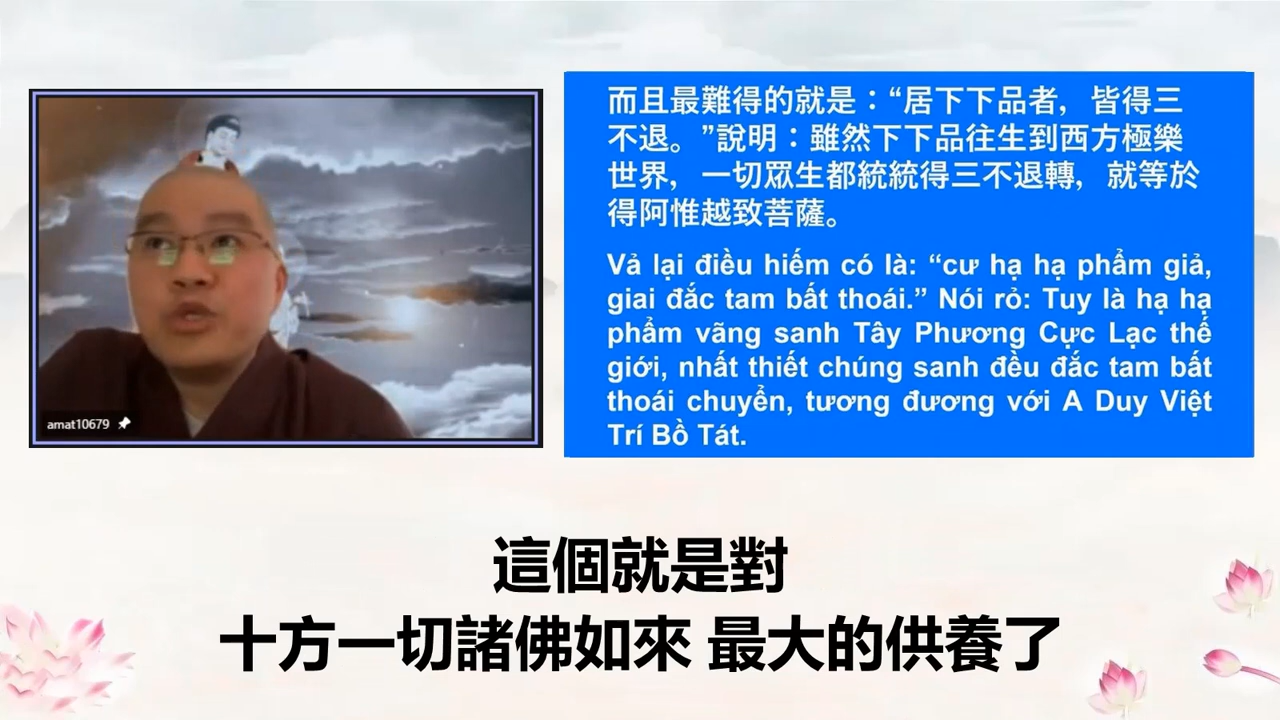 而且最難得的就是：“居下下品者，皆得三
不退。”說明：雖然下下品往生到西方極樂
世界，一切眾生都統統得三不退轉，就等於
得阿惟越致菩薩。
Vả lại điều hiếm có là: “cư hạ hạ phẩm giả,
giai đắc tam bất thoái.” Nói rỏ: Tuy là hạ hạ
phẩm vãng sanh Tây Phương Cực Lạc thế
giới, nhất thiết chúng sanh đều đắc tam bất
thoái chuyển, tương đương với A Duy Việt
Trí Bồ Tát.
amat10679
這個就是對
十方一切諸佛如來 最大的供養了